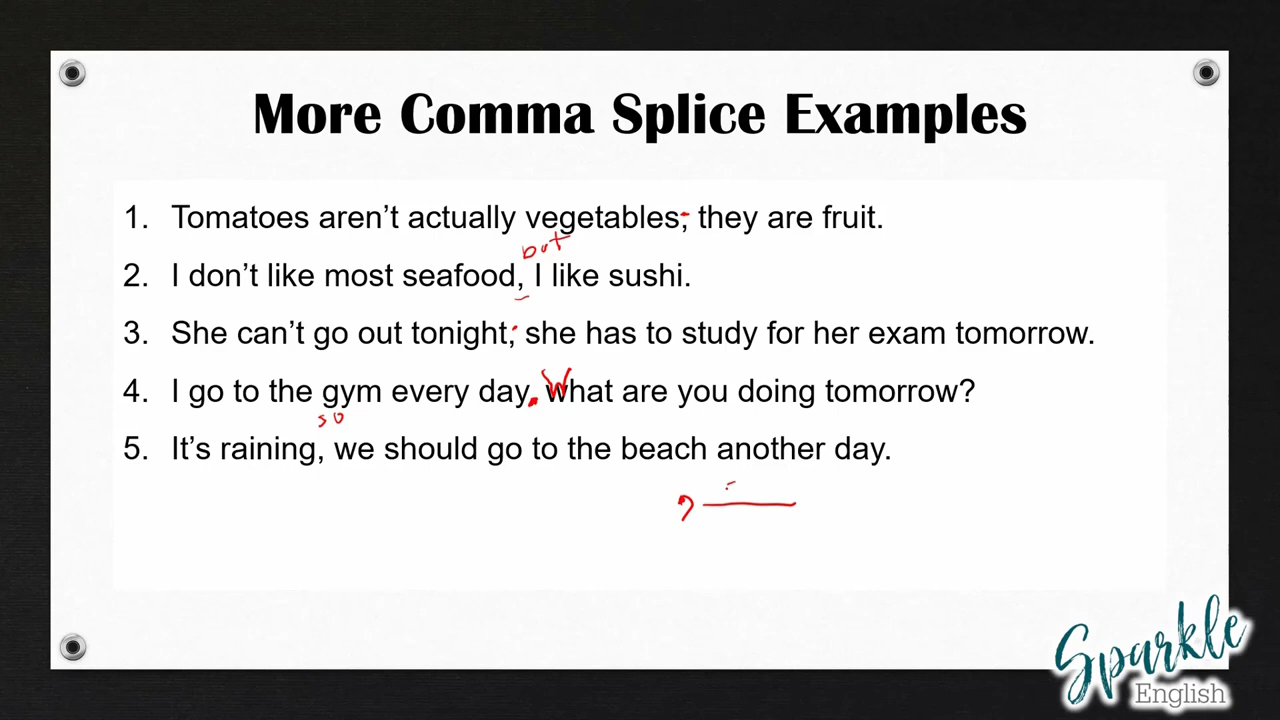 More Comma Splice Examples
1. Tomatoes aren't actually vegetables; they are fruit.
but
2. I don't like most seafood, I like sushi.
3. She can't go out tonight; she has to study for her exam tomorrow.
4. I go to the gym every day. What are you doing tomorrow?
so
5. It's raining, we should go to the beach another day.
,
Sparkle
English